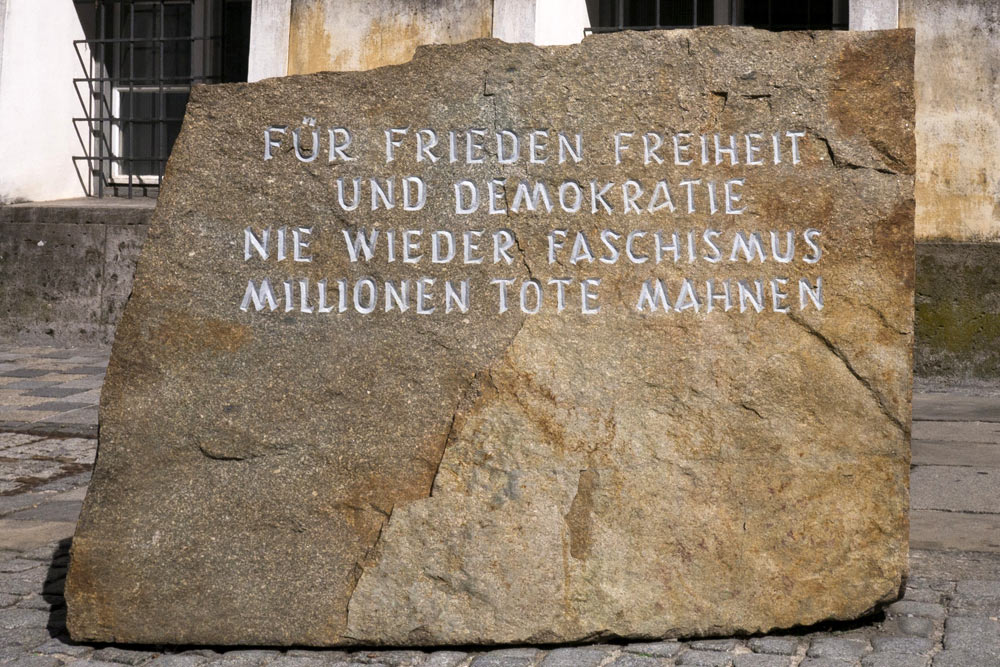 FÜR FRIEDEN FREIHEIT
UND DEMOKRATIE
NIE WIEDER FASCHISMUS
MILLIONEN TOTE MAHNEN